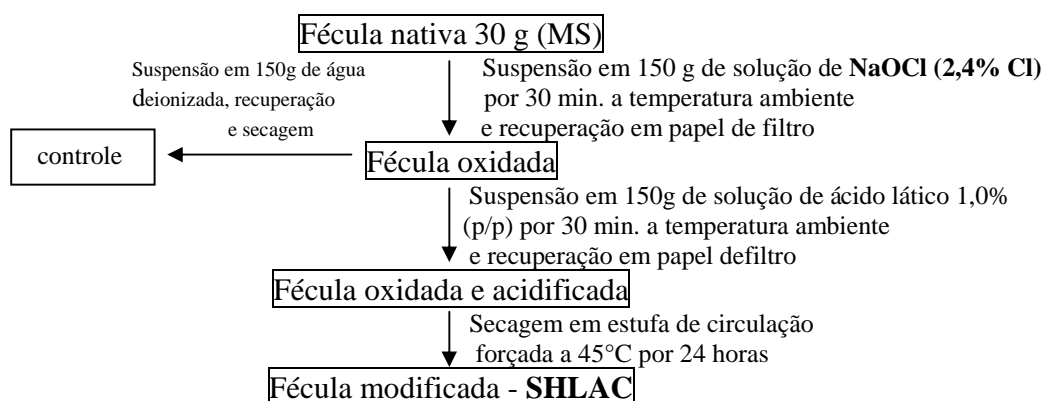 Fécula nativa 30 g (MS)
Suspensão em 150g de água
deionizada, recuperação
e secagem
Suspensão em 150 g de solução de NaOCl (2,4% Cl)
por 30 min. a temperatura ambiente
e recuperação em papel de filtro
controle
Fécula oxidada
Suspensão em 150g de solução de ácido lático 1,0%
(p/p) por 30 min. a temperatura ambiente
e recuperação em papel defiltro
Fécula oxidada e acidificada
Secagem em estufa de circulação
forçada a 45°C por 24 horas
Fécula modificada - SHLAC